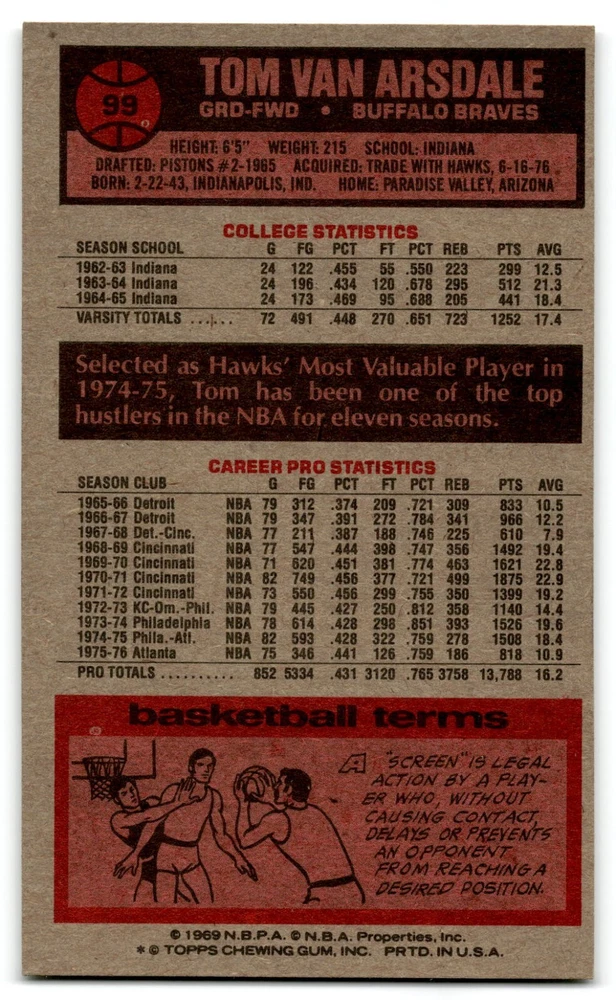 99
TOM VAN ARSDALE
GRD-FWD • BUFFALO BRAVES
HEIGHT: 6'5" WEIGHT: 215 SCHOOL: INDIANA
DRAFTED: PISTONS #2-1965 ACQUIRED: TRADE WITH HAWKS, 6-16-76
BORN: 2-22-43, INDIANAPOLIS, IND. HOME: PARADISE VALLEY, ARIZONA
COLLEGE STATISTICS
SEASON SCHOOL G FG PCT FT PCT REB PTS AVG
1962-63 Indiana 24 122 .455 55 .550 223 299 12.5
1963-64 Indiana 24 196 .434 120 .678 295 512 21.3
1964-65 Indiana 24 173 .469 95 .688 205 441 18.4
VARSITY TOTALS ...... 72 491 .448 270 .651 723 1252 17.4
Selected as Hawks' Most Valuable Player in
1974-75, Tom has been one of the top
hustlers in the NBA for eleven seasons.
CAREER PRO STATISTICS
SEASON CLUB G FG PCT FT PCT REB PTS AVG
1965-66 Detroit NBA 79 312 .374 209 .721 309 833 10.5
1966-67 Detroit NBA 79 347 .391 272 .784 341 966 12.2
1967-68 Det.-Cinc. NBA 77 211 .387 188 .746 225 610 7.9
1968-69 Cincinnati NBA 77 547 .444 398 .747 356 1492 19.4
1969-70 Cincinnati NBA 71 620 .451 381 .774 463 1621 22.8
1970-71 Cincinnati NBA 82 749 .456 377 .721 499 1875 22.9
1971-72 Cincinnati NBA 73 550 .456 299 .755 350 1399 19.2
1972-73 KC-Om.-Phil. NBA 79 445 .427 250 .812 358 1140 14.4
1973-74 Philadelphia NBA 78 614 .428 298 .851 393 1526 19.6
1974-75 Phila.-Atl. NBA 82 593 .428 322 .759 278 1508 18.4
1975-76 Atlanta NBA 75 346 .441 126 .759 186 818 10.9
PRO TOTALS .......... 852 5334 .431 3120 .765 3758 13,788 16.2
basketball terms
A "SCREEN" IS LEGAL
ACTION BY A PLAY-
ER WHO, WITHOUT
CAUSING CONTACT,
DELAYS OR PREVENTS
AN OPPONENT
FROM REACHING A
DESIRED POSITION.
© 1969 N.B.P.A. © N.B.A. Properties, Inc.
* © TOPPS CHEWING GUM, INC. PRTD. IN U.S.A.